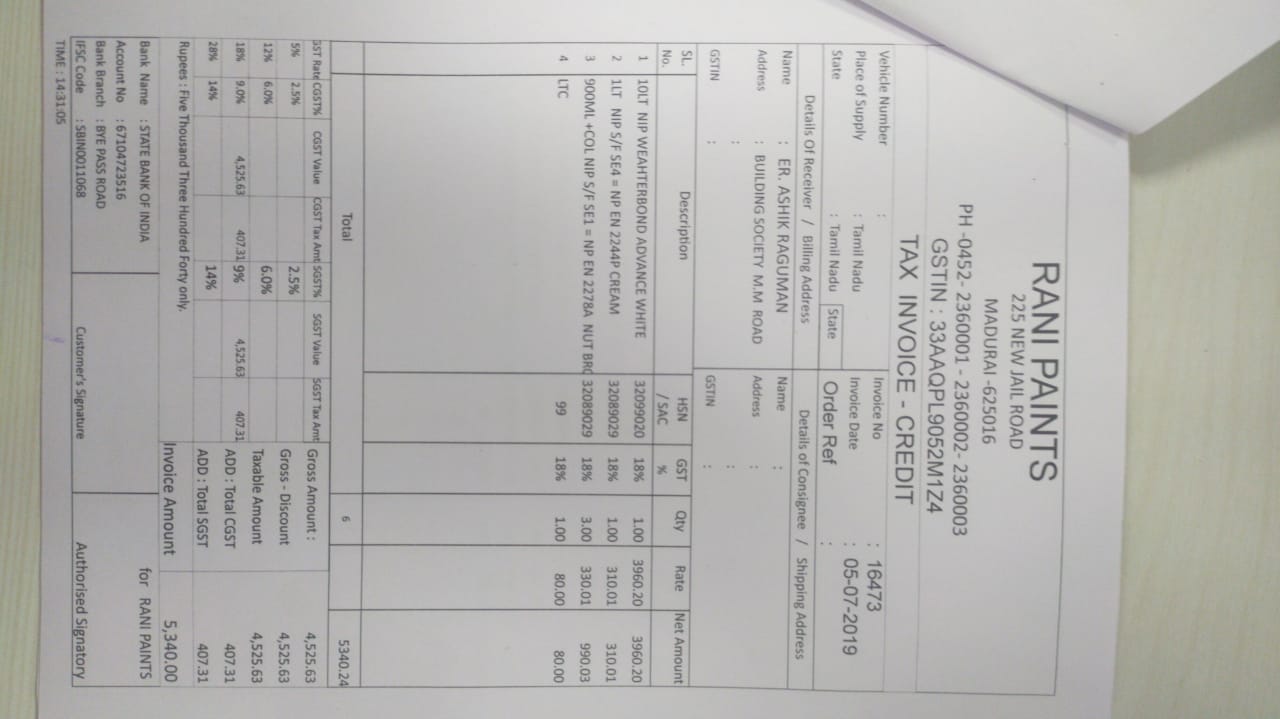 RANI PAINTS
225 NEW JAIL ROAD
MADURAI -625016
PH -0452- 2360001 - 2360002- 2360003
GSTIN : 33AAQPL9052M1Z4
TAX INVOICE - CREDIT
Vehicle Number : Invoice No : 16473
Place of Supply : Tamil Nadu Invoice Date : 05-07-2019
State : Tamil Nadu State Order Ref :
Details Of Receiver / Billing Address Details of Consignee / Shipping Address
Name : ER. ASHIK RAGUMAN Name :
Address : BUILDING SOCIETY M.M ROAD Address :
: :
GSTIN : GSTIN :
SL. No. Description HSN / SAC GST % Qty Rate Net Amount
1 10LT NIP WEAHTERBOND ADVANCE WHITE 32099020 18% 1.00 3960.20 3960.20
2 1LT NIP S/F SE4 = NP EN 2244P CREAM 32089029 18% 1.00 310.01 310.01
3 900ML +COL NIP S/F SE1 = NP EN 2278A NUT BRO 32089029 18% 3.00 330.01 990.03
4 LTC 99 18% 1.00 80.00 80.00
Total 6 5340.24
GST Rate CGST% CGST Value CGST Tax Amt SGST% SGST Value SGST Tax Amt Gross Amount : 4,525.63
5% 2.5% 2.5% Gross - Discount 4,525.63
12% 6.0% 6.0% Taxable Amount 4,525.63
18% 9.0% 4,525.63 407.31 9% 4,525.63 407.31 ADD : Total CGST 407.31
28% 14% 14% ADD : Total SGST 407.31
Rupees : Five Thousand Three Hundred Forty only. Invoice Amount 5,340.00
Bank Name : STATE BANK OF INDIA for RANI PAINTS
Account No : 67104723516
Bank Branch : BYE PASS ROAD
IFSC Code : SBIN0011068 Customer's Signature Authorised Signatory
TIME : 14:31:05